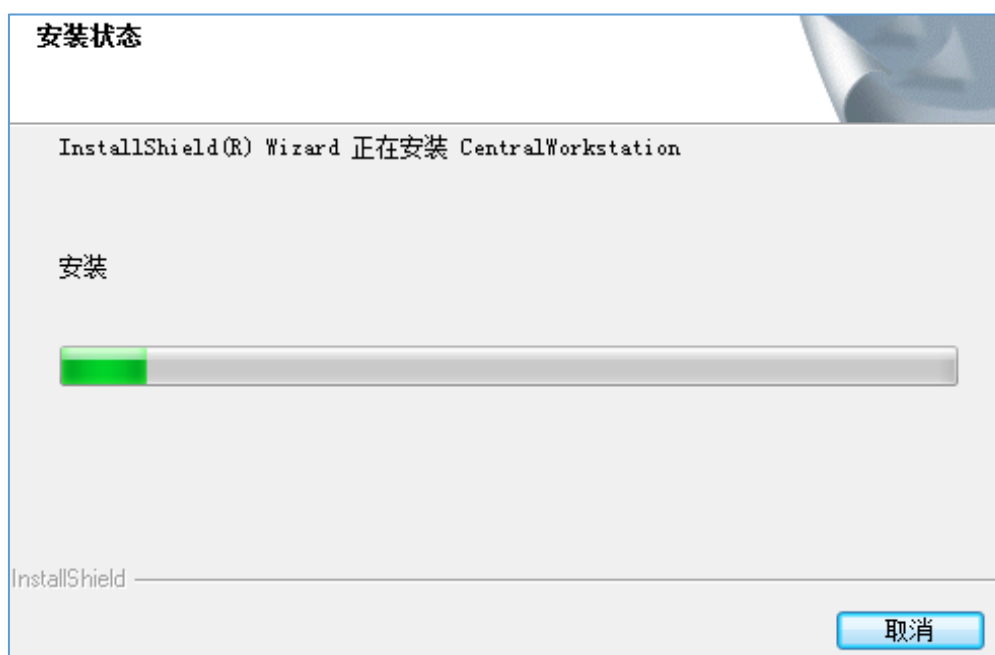 安装状态
InstallShield(R) Wizard 正在安装 CentralWorkstation
安装
InstallShield
取消